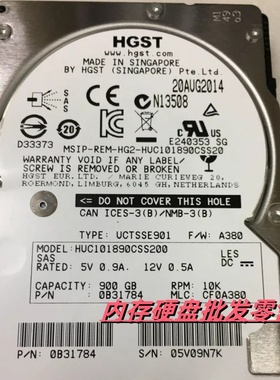 HGST
www.hgst.com
MADE IN SINGAPORE
BY HGST (SINGAPORE) Pte.Ltd.
20AUG2014
N13508
SAS
20
D33373
E240353 SG
MSIP-REM-HG2-HUC101890CSS20
WARRANTY VOID IF LABEL/COVER/
SCREW IS REMOVED OR BROKEN
HGST EUR.LTD./ MARIE CURIEWEG 20.
ROERMOND, LIMBURG, 6045 GH, NETHERLANDS
DO NOT COVER THIS HOLE
CAN ICES-3(B)/NMB-3(B)
TYPE: UCTSSE901 F/W: A380
MODEL: HUC101890CSS200
SAS
LES
DC
RATED: 5V 0.9A. 12V 0.5A
CAPACITY: 900 GB RPM: 10K
P/N 0B31784 MLC: CF0A380
内存硬盘批发零
P/N: 0B31784 S/N: 05V09N7K